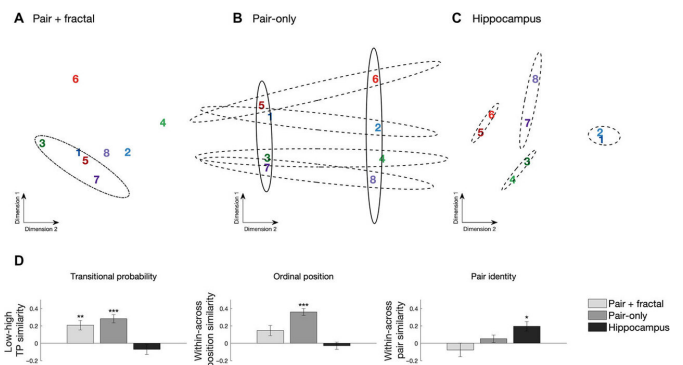 A Pair + fractal
B Pair-only
C Hippocampus
6
4
3
1
5
8
2
7
Dimension 1
Dimension 2
6
5
1
2
3
4
7
8
Dimension 1
Dimension 2
8
6
5
7
2
1
3
4
Dimension 1
Dimension 2
D
Transitional probability
Low-high
TP similarity
0.4
0.2
0
−0.2
**
***
Ordinal position
Within-across
position similarity
0.4
0.2
0
−0.2
***
Pair identity
Within-across
pair similarity
0.4
0.2
0
−0.2
*
Pair + fractal
Pair-only
Hippocampus